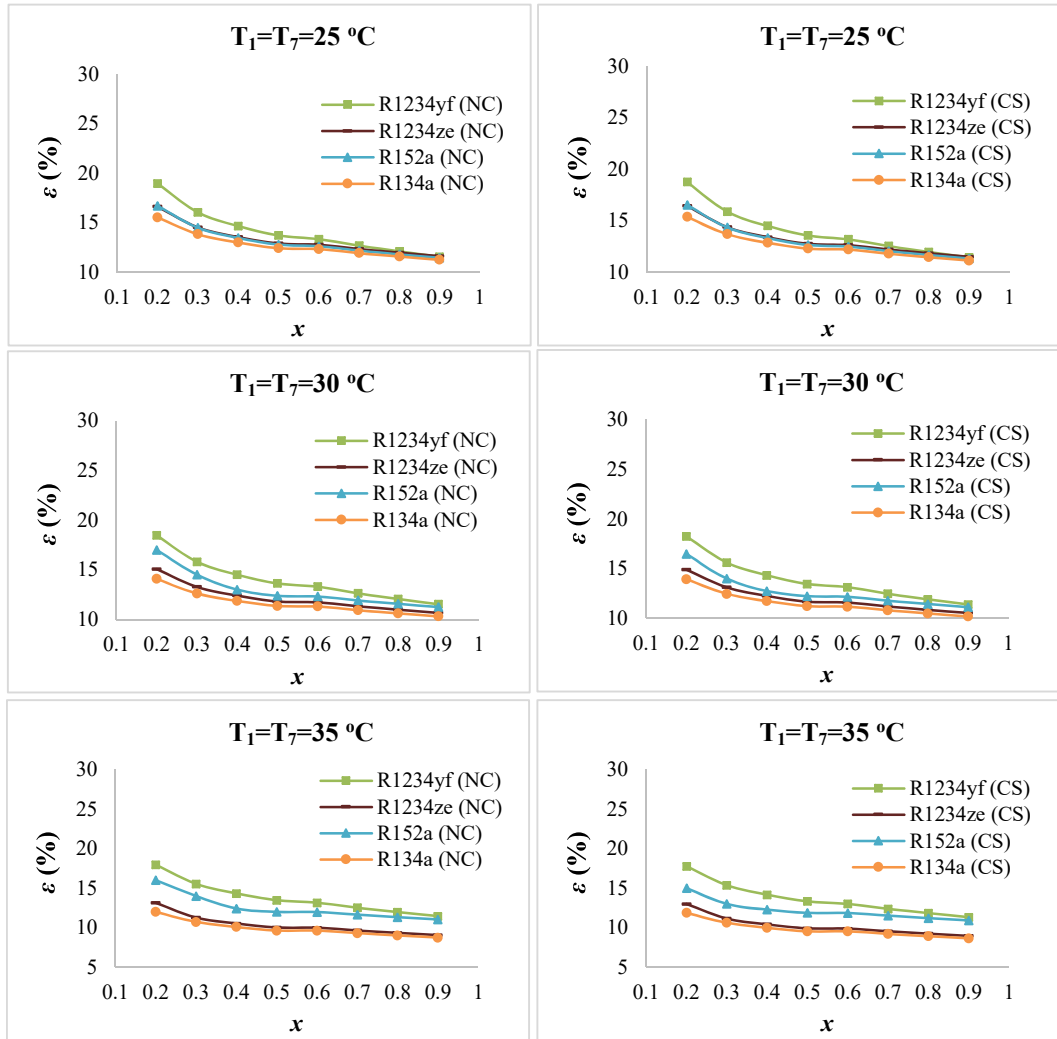 T₁=T₇=25 °C
30
25
20
15
10
ε (%)
R1234yf (NC)
R1234ze (NC)
R152a (NC)
R134a (NC)
0.1 0.2 0.3 0.4 0.5 0.6 0.7 0.8 0.9 1
x
T₁=T₇=25 °C
30
25
20
15
10
ε (%)
R1234yf (CS)
R1234ze (CS)
R152a (CS)
R134a (CS)
0.1 0.2 0.3 0.4 0.5 0.6 0.7 0.8 0.9 1
x
T₁=T₇=30 °C
30
25
20
15
10
ε (%)
R1234yf (NC)
R1234ze (NC)
R152a (NC)
R134a (NC)
0.1 0.2 0.3 0.4 0.5 0.6 0.7 0.8 0.9 1
x
T₁=T₇=30 °C
30
25
20
15
10
ε (%)
R1234yf (CS)
R1234ze (CS)
R152a (CS)
R134a (CS)
0.1 0.2 0.3 0.4 0.5 0.6 0.7 0.8 0.9 1
x
T₁=T₇=35 °C
30
25
20
15
10
5
ε (%)
R1234yf (NC)
R1234ze (NC)
R152a (NC)
R134a (NC)
0.1 0.2 0.3 0.4 0.5 0.6 0.7 0.8 0.9 1
x
T₁=T₇=35 °C
30
25
20
15
10
5
ε (%)
R1234yf (CS)
R1234ze (CS)
R152a (CS)
R134a (CS)
0.1 0.2 0.3 0.4 0.5 0.6 0.7 0.8 0.9 1
x